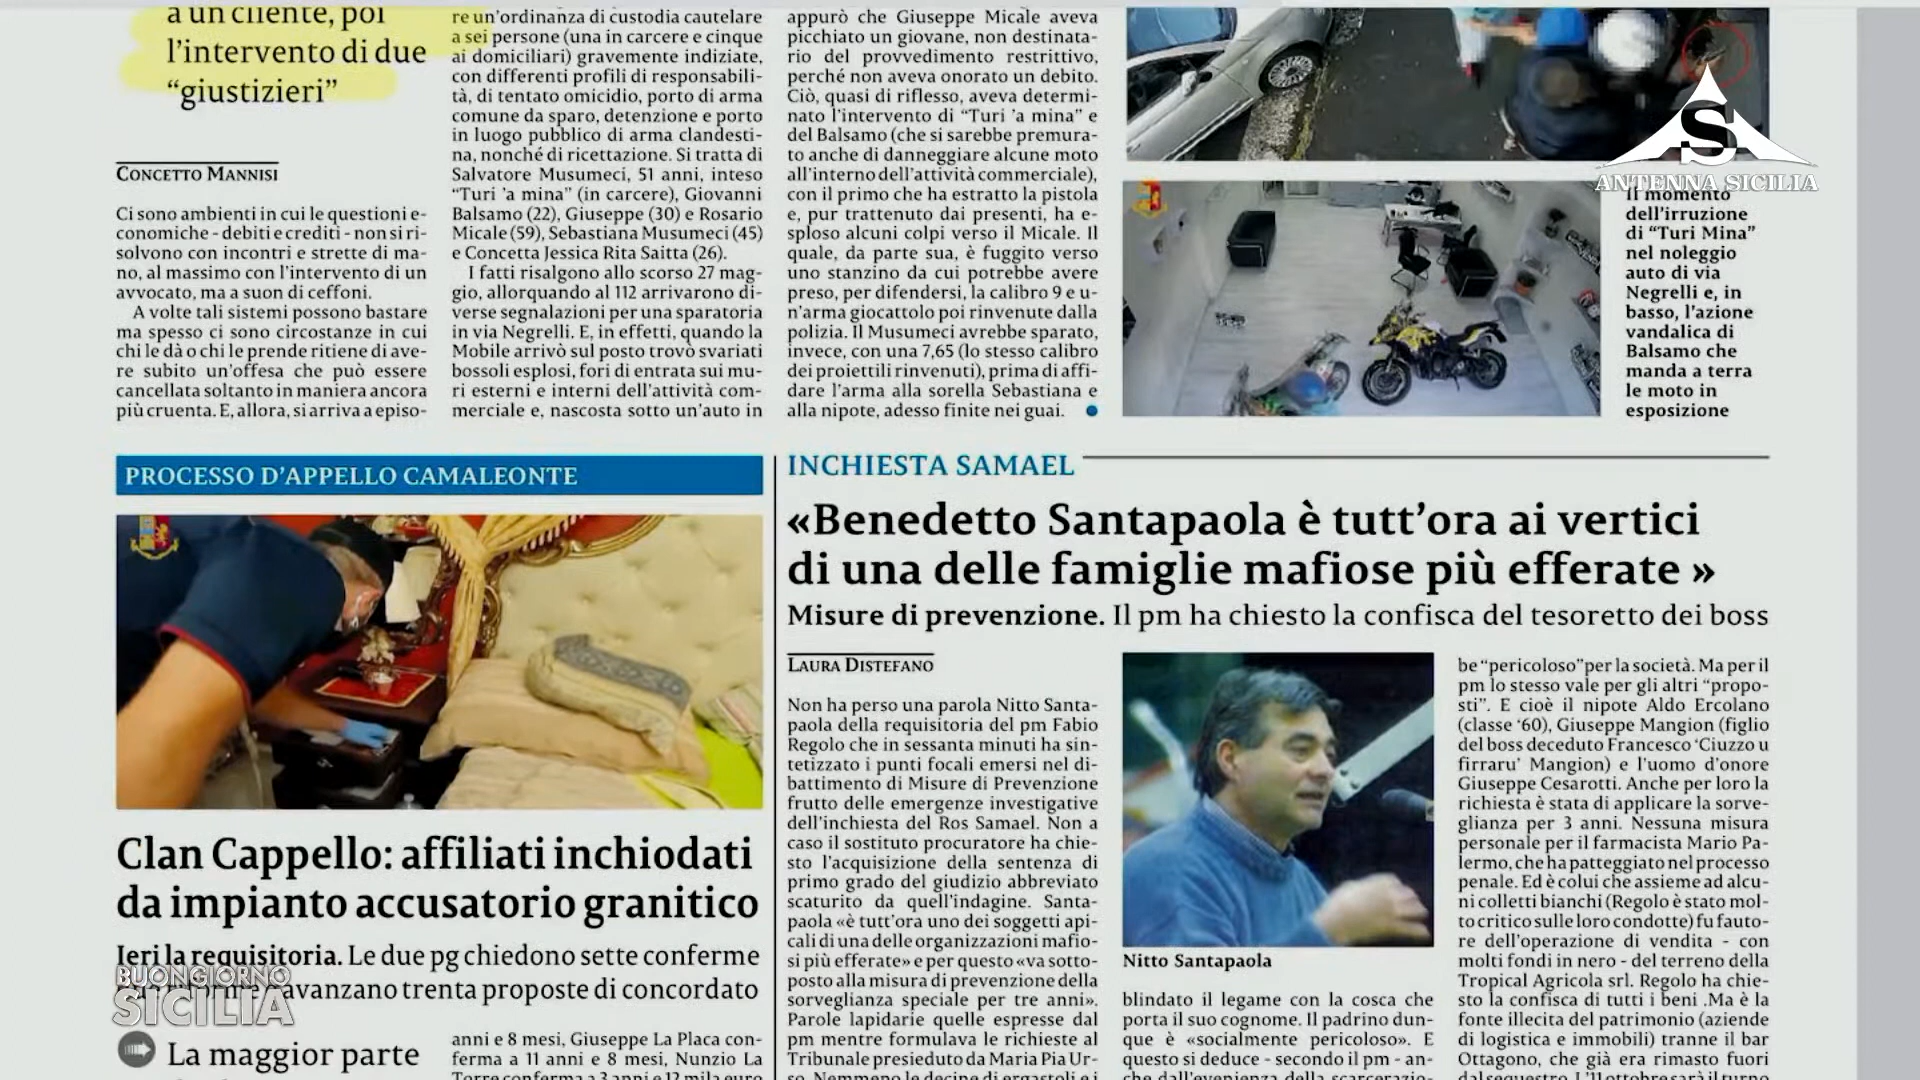 a un cliente, poi
l'intervento di due
“giustizieri”
CONCETTO MANNISI
Ci sono ambienti in cui le questioni e-
conomiche - debiti e crediti - non si ri-
solvono con incontri e strette di ma-
no, al massimo con l'intervento di un
avvocato, ma a suon di ceffoni.
A volte tali sistemi possono bastare
ma spesso ci sono circostanze in cui
chi le dà o chi le prende ritiene di ave-
re subito un'offesa che può essere
cancellata soltanto in maniera ancora
più cruenta. E, allora, si arriva a episo-
re un'ordinanza di custodia cautelare
a sei persone (una in carcere e cinque
ai domiciliari) gravemente indiziate,
con differenti profili di responsabili-
tà, di tentato omicidio, porto di arma
comune da sparo, detenzione e porto
in luogo pubblico di arma clandesti-
na, nonché di ricettazione. Si tratta di
Salvatore Musumeci, 51 anni, inteso
“Turi 'a mina” (in carcere), Giovanni
Balsamo (22), Giuseppe (30) e Rosario
Micale (59), Sebastiana Musumeci (45)
e Concetta Jessica Rita Saitta (26).
I fatti risalgono allo scorso 27 mag-
gio, allorquando al 112 arrivarono di-
verse segnalazioni per una sparatoria
in via Negrelli. E, in effetti, quando la
Mobile arrivò sul posto trovò svariati
bossoli esplosi, fori di entrata sui mu-
ri esterni e interni dell'attività com-
merciale e, nascosta sotto un'auto in
appurò che Giuseppe Micale aveva
picchiato un giovane, non destinata-
rio del provvedimento restrittivo,
perché non aveva onorato un debito.
Ciò, quasi di riflesso, aveva determi-
nato l'intervento di “Turi 'a mina” e
del Balsamo (che si sarebbe premura-
to anche di danneggiare alcune moto
all'interno dell'attività commerciale),
con il primo che ha estratto la pistola
e, pur trattenuto dai presenti, ha e-
sploso alcuni colpi verso il Micale. Il
quale, da parte sua, è fuggito verso
uno stanzino da cui potrebbe avere
preso, per difendersi, la calibro 9 e u-
n'arma giocattolo poi rinvenute dalla
polizia. Il Musumeci avrebbe sparato,
invece, con una 7,65 (lo stesso calibro
dei proiettili rinvenuti), prima di affi-
dare l'arma alla sorella Sebastiana e
alla nipote, adesso finite nei guai.
S
ANTENNA SICILIA
Il momento
dell'irruzione
di “Turi Mina”
nel noleggio
auto di via
Negrelli e, in
basso, l'azione
vandalica di
Balsamo che
manda a terra
le moto in
esposizione
PROCESSO D'APPELLO CAMALEONTE
Clan Cappello: affiliati inchiodati
da impianto accusatorio granitico
Ieri la requisitoria. Le due pg chiedono sette conferme
avanzano trenta proposte di concordato
BUONGIORNO
SICILIA
La maggior parte
anni e 8 mesi, Giuseppe La Placa con-
ferma a 11 anni e 8 mesi, Nunzio La
Torre conferma a 3 anni e 12 mila euro
INCHIESTA SAMAEL
«Benedetto Santapaola è tutt'ora ai vertici
di una delle famiglie mafiose più efferate »
Misure di prevenzione. Il pm ha chiesto la confisca del tesoretto dei boss
LAURA DISTEFANO
Non ha perso una parola Nitto Santa-
paola della requisitoria del pm Fabio
Regolo che in sessanta minuti ha sin-
tetizzato i punti focali emersi nel di-
battimento di Misure di Prevenzione
frutto delle emergenze investigative
dell'inchiesta del Ros Samael. Non a
caso il sostituto procuratore ha chie-
sto l'acquisizione della sentenza di
primo grado del giudizio abbreviato
scaturito da quell'indagine. Santa-
paola «è tutt'ora uno dei soggetti api-
cali di una delle organizzazioni mafio-
si più efferate» e per questo «va sotto-
posto alla misura di prevenzione della
sorveglianza speciale per tre anni».
Parole lapidarie quelle espresse dal
pm mentre formulava le richieste al
Tribunale presieduto da Maria Pia Ur-
so. Nemmeno le decine di ergastoli e i
Nitto Santapaola
blindato il legame con la cosca che
porta il suo cognome. Il padrino dun-
que è «socialmente pericoloso». E
questo si deduce - secondo il pm - an-
che dall'evenienza della scarcerazio-
be “pericoloso”per la società. Ma per il
pm lo stesso vale per gli altri “propo-
sti”. E cioè il nipote Aldo Ercolano
(classe ‘60), Giuseppe Mangion (figlio
del boss deceduto Francesco ‘Ciuzzo u
firraru’ Mangion) e l'uomo d'onore
Giuseppe Cesarotti. Anche per loro la
richiesta è stata di applicare la sorve-
glianza per 3 anni. Nessuna misura
personale per il farmacista Mario Pa-
lermo, che ha patteggiato nel processo
penale. Ed è colui che assieme ad alcu-
ni colletti bianchi (Regolo è stato mol-
to critico sulle loro condotte) fu fauto-
re dell'operazione di vendita - con
molti fondi in nero - del terreno della
Tropical Agricola srl. Regolo ha chie-
sto la confisca di tutti i beni .Ma è la
fonte illecita del patrimonio (aziende
di logistica e immobili) tranne il bar
Ottagono, che già era rimasto fuori
dal sequestro. L'11 ottobre sarà il turno